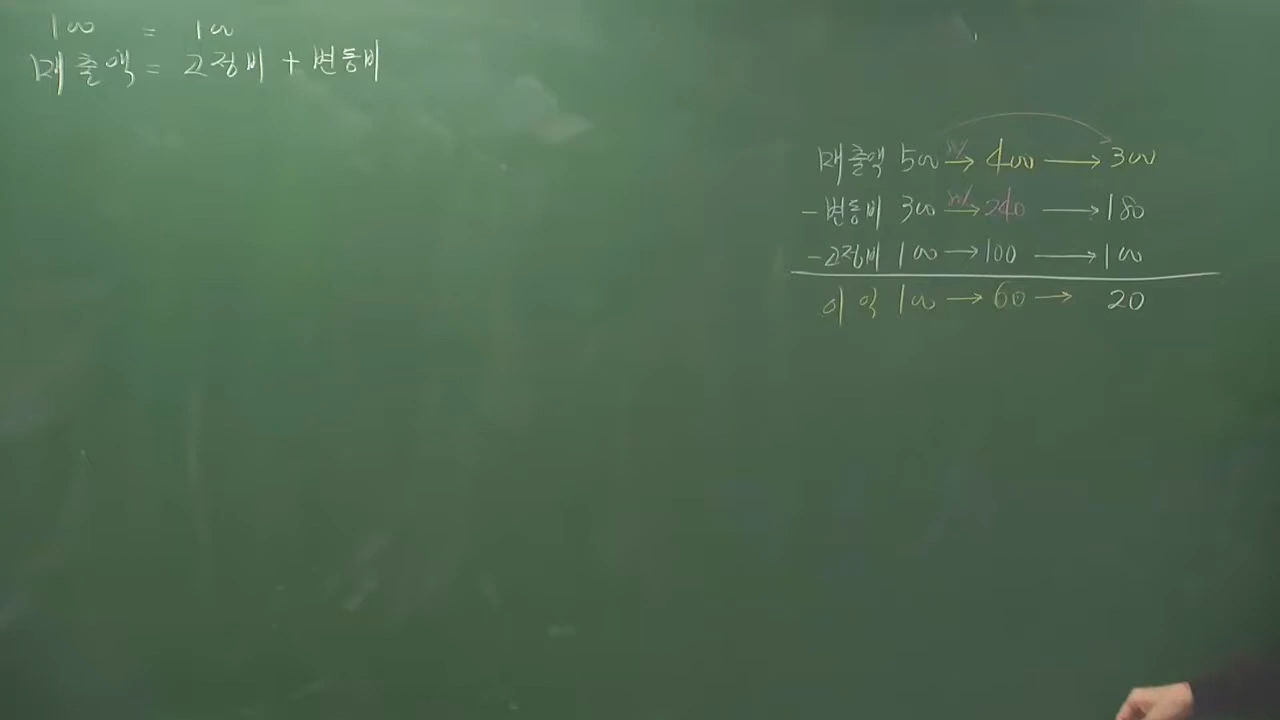 100 = 100
매출액 = 고정비 + 변동비
매출액 500 → 400 → 300
- 변동비 300 → 240 → 180
- 고정비 100 → 100 → 100
이익 100 → 60 → 20